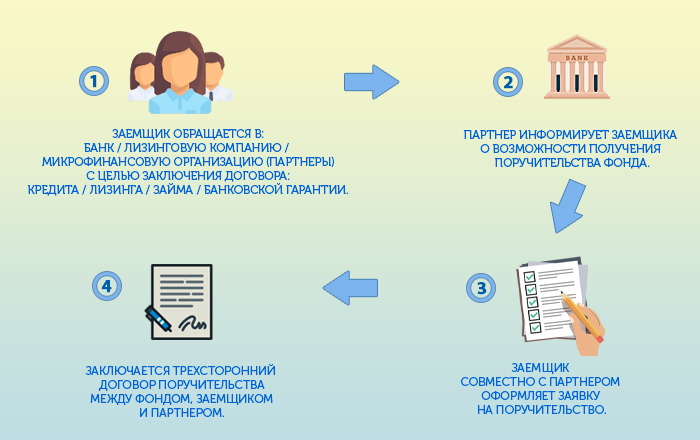 1
ЗАЕМЩИК ОБРАЩАЕТСЯ В:
БАНК / ЛИЗИНГОВУЮ КОМПАНИЮ /
МИКРОФИНАНСОВУЮ ОРГАНИЗАЦИЮ (ПАРТНЕРЫ)
С ЦЕЛЬЮ ЗАКЛЮЧЕНИЯ ДОГОВОРА:
КРЕДИТА / ЛИЗИНГА / ЗАЙМА / БАНКОВСКОЙ ГАРАНТИИ.
2
BANK
ПАРТНЕР ИНФОРМИРУЕТ ЗАЕМЩИКА
О ВОЗМОЖНОСТИ ПОЛУЧЕНИЯ
ПОРУЧИТЕЛЬСТВА ФОНДА.
3
ЗАЕМЩИК
СОВМЕСТНО С ПАРТНЕРОМ
ОФОРМЛЯЕТ ЗАЯВКУ
НА ПОРУЧИТЕЛЬСТВО.
4
ЗАКЛЮЧАЕТСЯ ТРЕХСТОРОННИЙ
ДОГОВОР ПОРУЧИТЕЛЬСТВА
МЕЖДУ ФОНДОМ, ЗАЕМЩИКОМ
И ПАРТНЕРОМ.